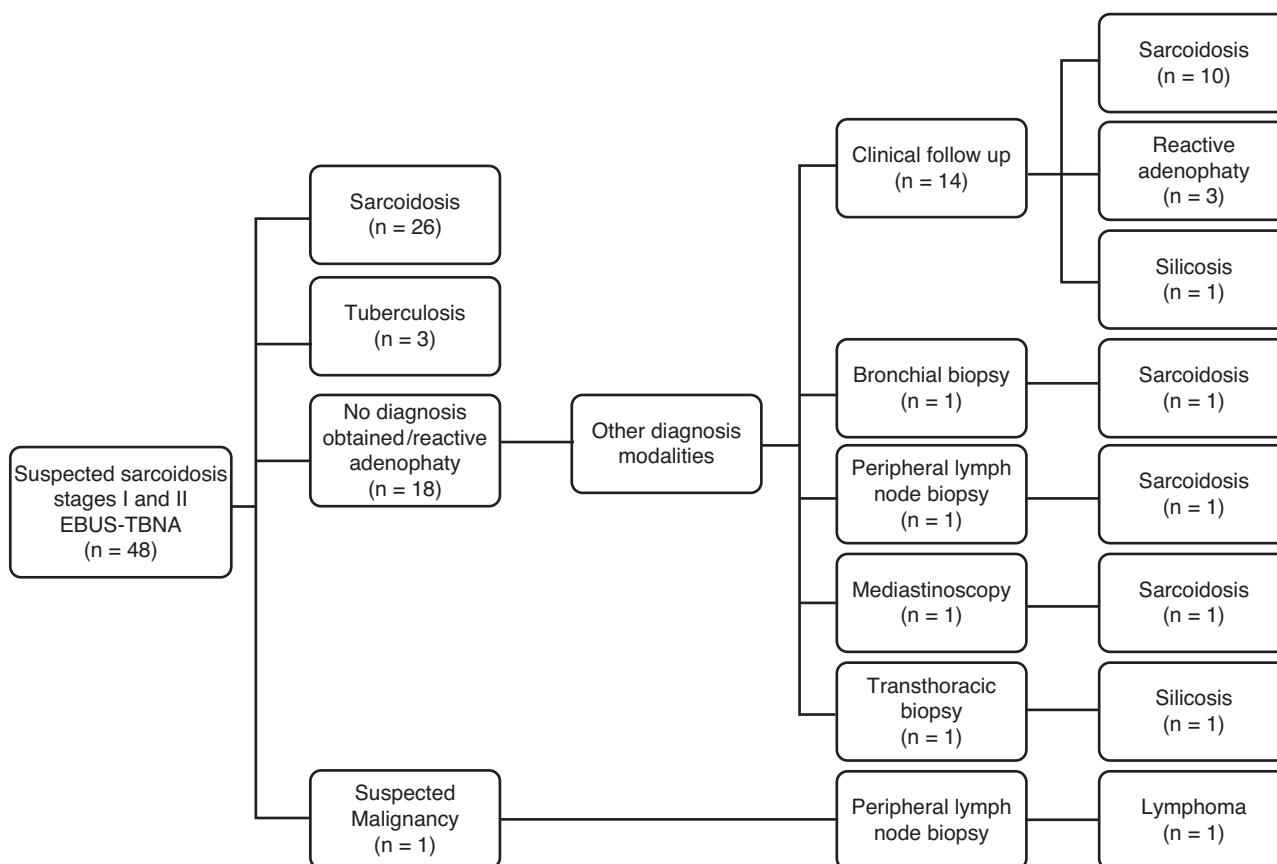 Suspected sarcoidosis
stages I and II
EBUS-TBNA
(n = 48)
Sarcoidosis
(n = 26)
Tuberculosis
(n = 3)
No diagnosis
obtained/reactive
adenophaty
(n = 18)
Suspected
Malignancy
(n = 1)
Other diagnosis
modalities
Clinical follow up
(n = 14)
Bronchial biopsy
(n = 1)
Peripheral lymph
node biopsy
(n = 1)
Mediastinoscopy
(n = 1)
Transthoracic
biopsy
(n = 1)
Peripheral lymph
node biopsy
Sarcoidosis
(n = 10)
Reactive
adenophaty
(n = 3)
Silicosis
(n = 1)
Sarcoidosis
(n = 1)
Sarcoidosis
(n = 1)
Sarcoidosis
(n = 1)
Silicosis
(n = 1)
Lymphoma
(n = 1)